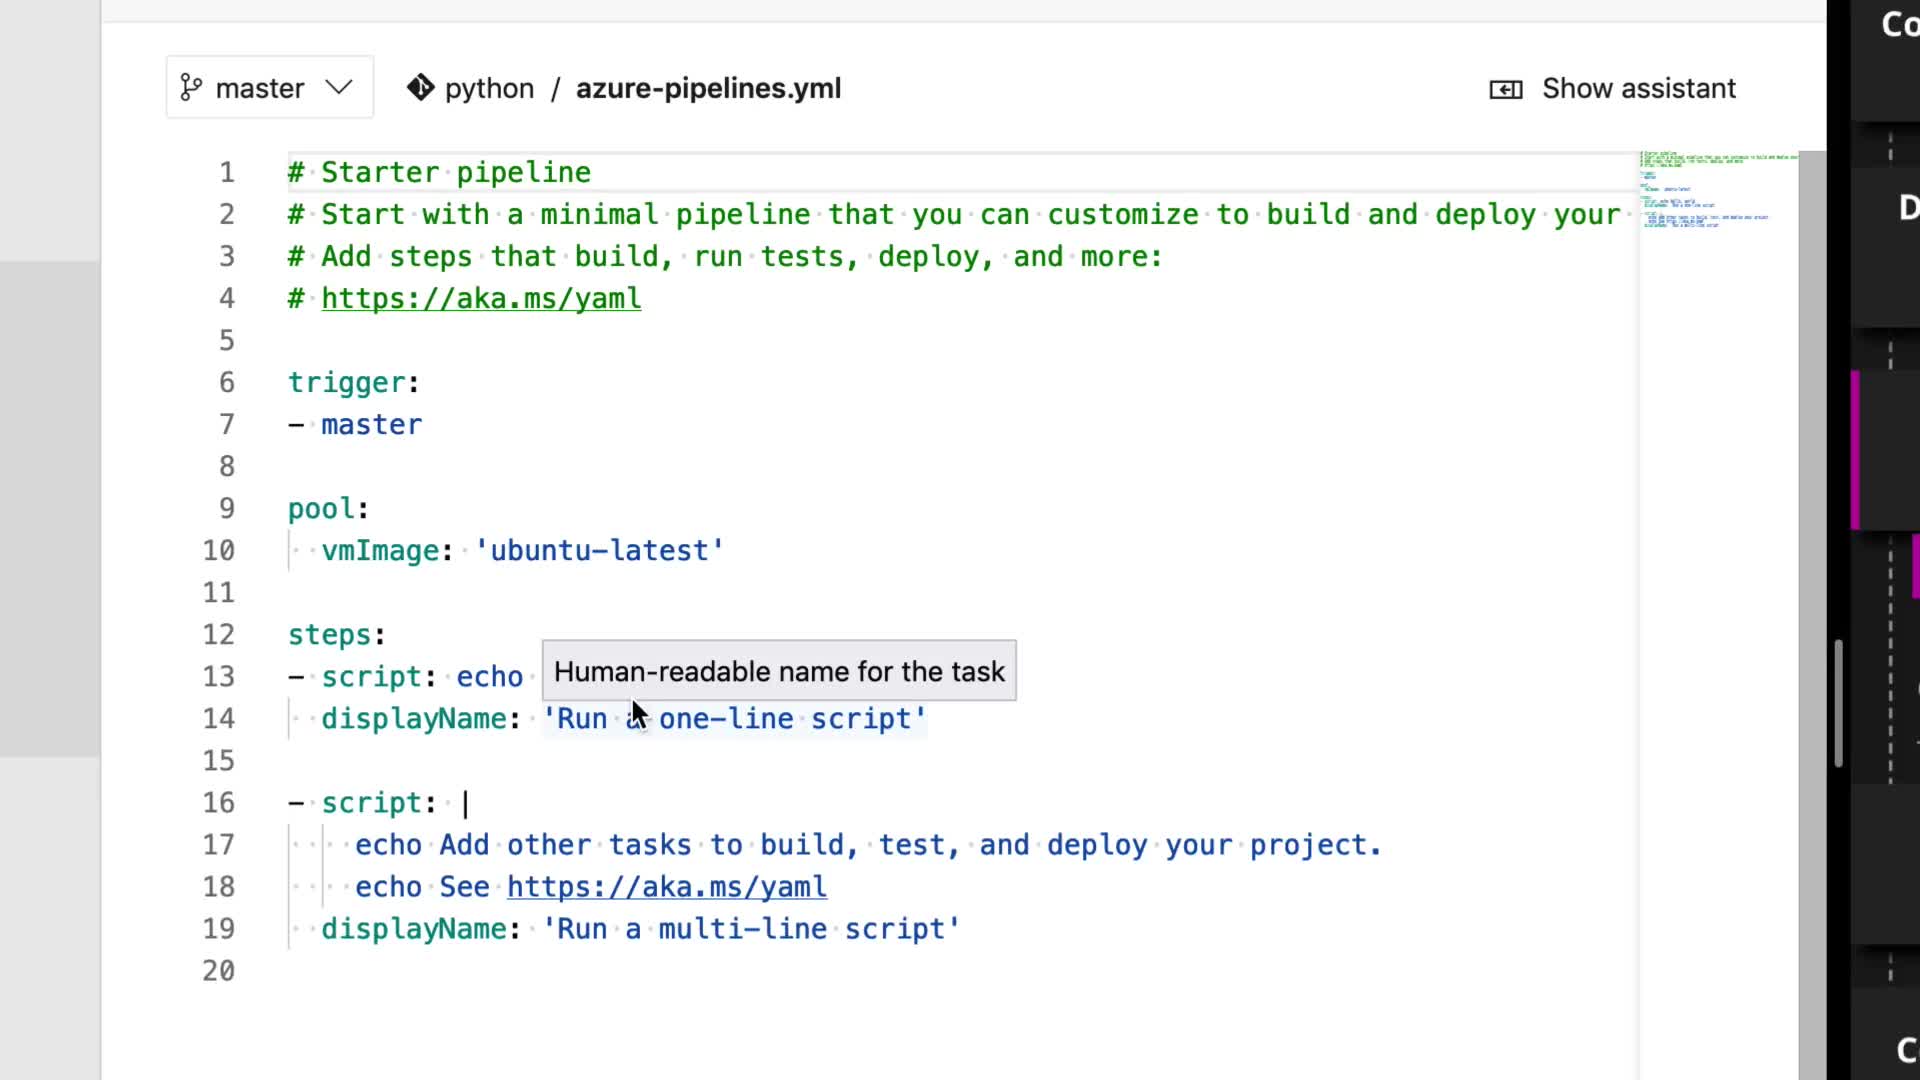 master
python / azure-pipelines.yml
Show assistant
1 # Starter pipeline
2 # Start with a minimal pipeline that you can customize to build and deploy your
3 # Add steps that build, run tests, deploy, and more:
4 # https://aka.ms/yaml
5
6 trigger:
7 - master
8
9 pool:
10 vmImage: 'ubuntu-latest'
11
12 steps:
13 - script: echo
Human-readable name for the task
14 displayName: 'Run a one-line script'
15
16 - script: |
17 echo Add other tasks to build, test, and deploy your project.
18 echo See https://aka.ms/yaml
19 displayName: 'Run a multi-line script'
20
Co
D
C